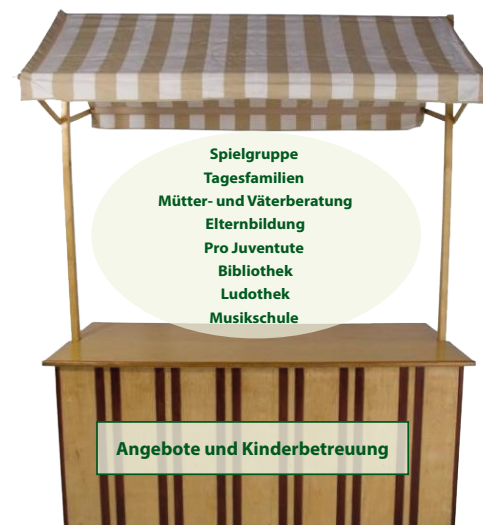 Spielgruppe
Tagesfamilien
Mütter- und Väterberatung
Elternbildung
Pro Juventute
Bibliothek
Ludothek
Musikschule
Angebote und Kinderbetreuung